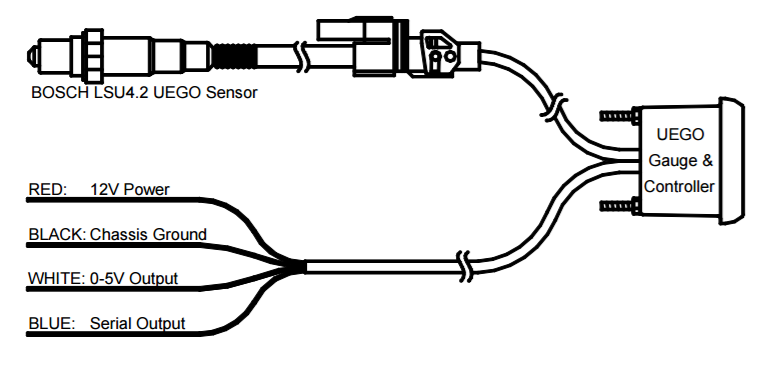 BOSCH LSU4.2 UEGO Sensor
UEGO
Gauge &
Controller
RED: 12V Power
BLACK: Chassis Ground
WHITE: 0-5V Output
BLUE: Serial Output